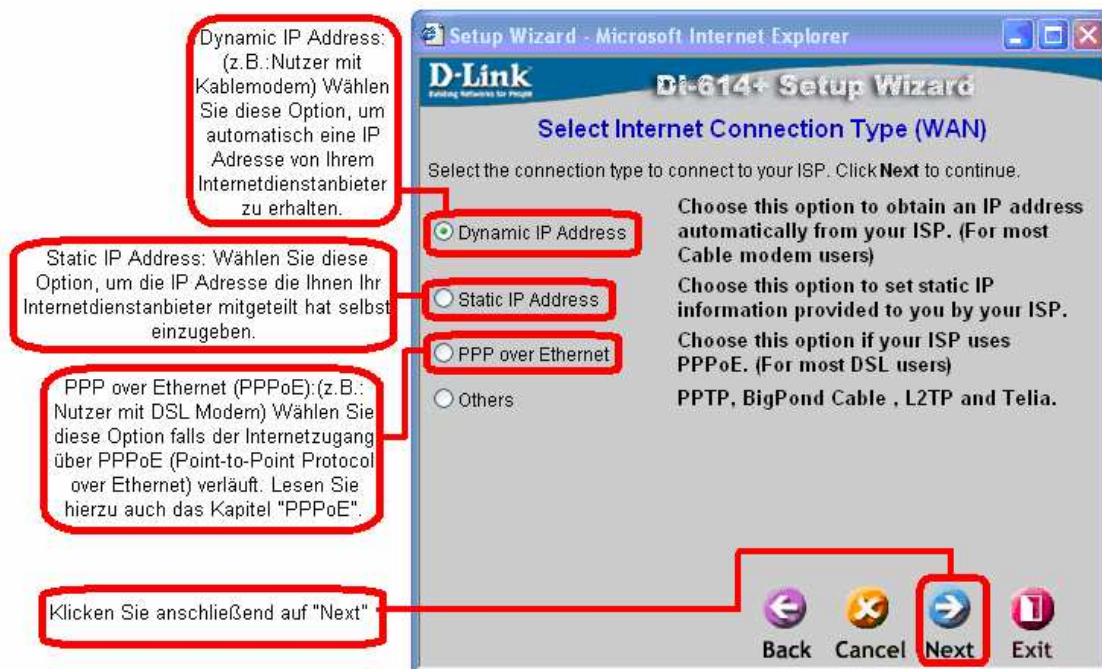 Dynamic IP Address:
(z.B.:Nutzer mit
Kablemodem) Wählen
Sie diese Option, um
automatisch eine IP
Adresse von Ihrem
Internetdienstanbieter
zu erhalten.
Static IP Address: Wählen Sie diese
Option, um die IP Adresse die Ihnen Ihr
Internetdienstanbieter mitgeteilt hat selbst
einzugeben.
PPP over Ethernet (PPPoE):(z.B.:
Nutzer mit DSL Modem) Wählen Sie
diese Option falls der Internetzugang
über PPPoE (Point-to-Point Protocol
over Ethernet) verläuft. Lesen Sie
hierzu auch das Kapitel "PPPoE".
Klicken Sie anschließend auf "Next"
Setup Wizard - Microsoft Internet Explorer
D-Link
Building Networks for People
DI-614+ Setup Wizard
Select Internet Connection Type (WAN)
Select the connection type to connect to your ISP. Click Next to continue.
Dynamic IP Address
Choose this option to obtain an IP address
automatically from your ISP. (For most
Cable modem users)
Static IP Address
Choose this option to set static IP
information provided to you by your ISP.
PPP over Ethernet
Choose this option if your ISP uses
PPPoE. (For most DSL users)
Others
PPTP, BigPond Cable , L2TP and Telia.
Back Cancel Next Exit